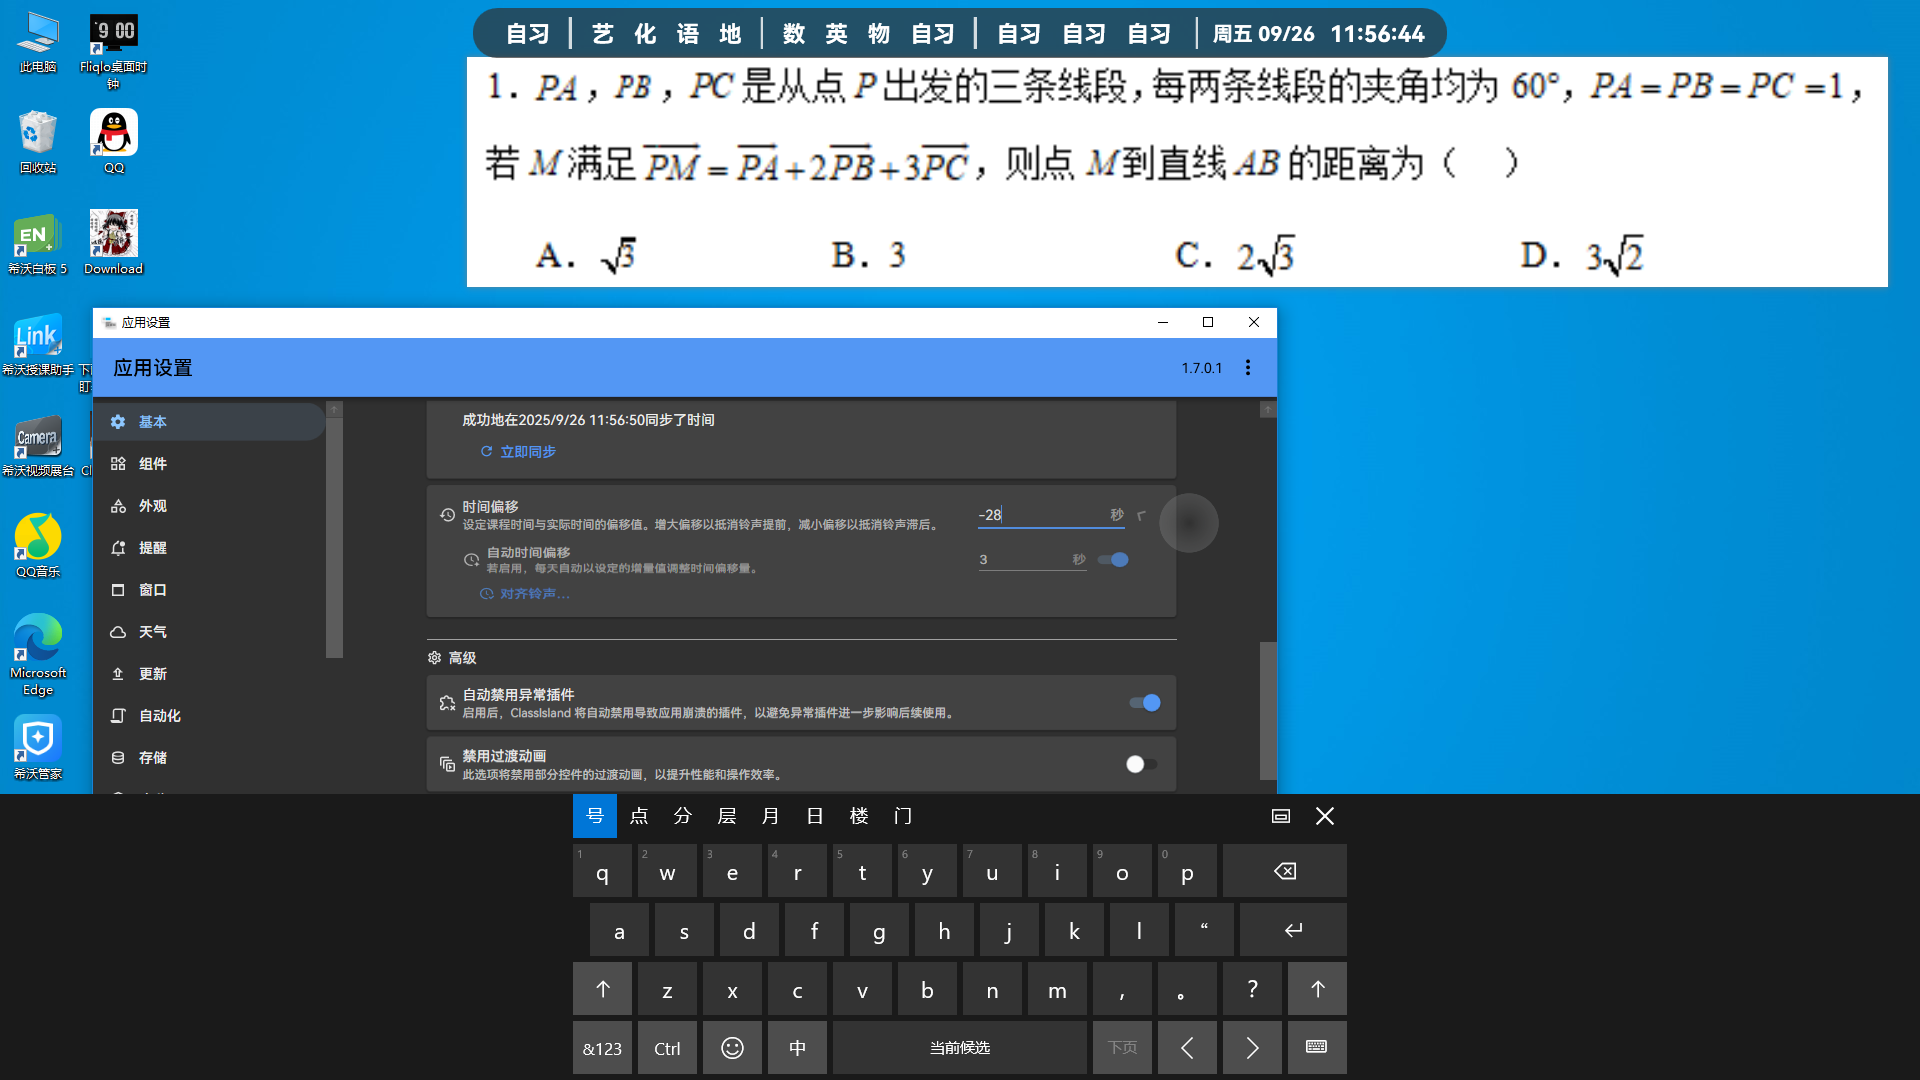 自习 艺 化 语 地 数 英 物 自习 自习 自习 自习 周五 09/26 11:56:44
1. PA，PB，PC 是从点 P 出发的三条线段，每两条线段的夹角均为 60°，PA = PB = PC = 1，
若 M 满足 PM = PA + 2PB + 3PC，则点 M 到直线 AB 的距离为（ ）
A. √3 B. 3 C. 2√3 D. 3√2
此电脑
Fliqlo桌面时钟
9 00
回收站
QQ
EN
希沃白板 5
Download
Link
希沃授课助手
Camera
希沃视频展台
QQ音乐
Microsoft Edge
希沃管家
应用设置
应用设置 1.7.0.1
基本
组件
外观
提醒
窗口
天气
更新
自动化
存储
成功地在2025/9/26 11:56:50同步了时间
立即同步
时间偏移
设定课程时间与实际时间的偏移值。增大偏移以抵消铃声提前，减小偏移以抵消铃声滞后。
-28 秒
自动时间偏移
若启用，每天自动以设定的增量值调整时间偏移量。
3 秒
对齐铃声...
高级
自动禁用异常插件
启用后，ClassIsland 将自动禁用导致应用崩溃的插件，以避免异常插件进一步影响后续使用。
禁用过渡动画
此选项将禁用部分控件的过渡动画，以提升性能和操作效率。
号 点 分 层 月 日 楼 门
1 q 2 w 3 e 4 r 5 t 6 y 7 u 8 i 9 o 0 p
a s d f g h j k l “
z x c v b n m , 。 ?
&123 Ctrl 中 当前候选 下页